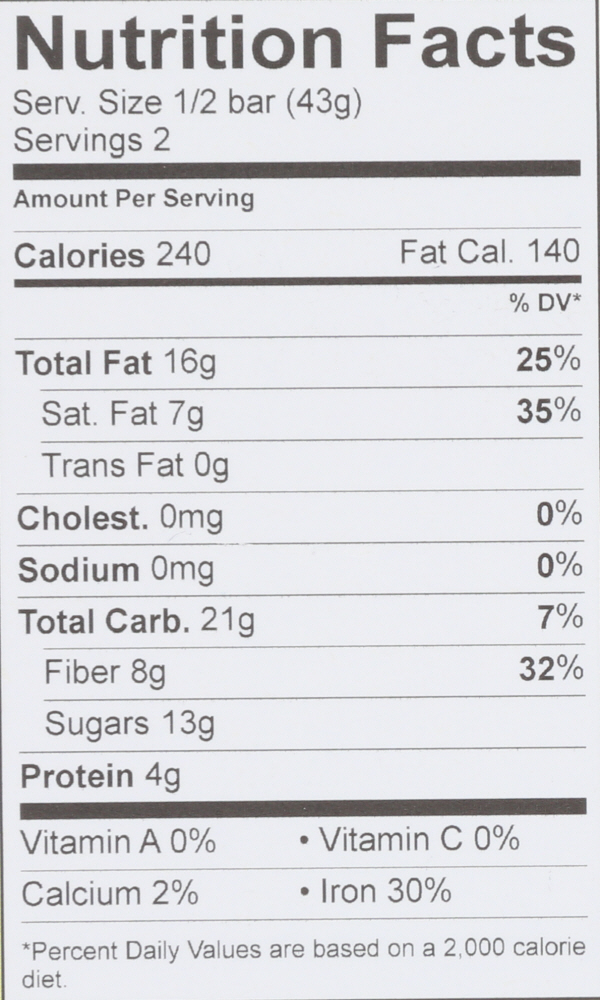 Nutrition Facts
Serv. Size 1/2 bar (43g)
Servings 2
Amount Per Serving
Calories 240 Fat Cal. 140
% DV*
Total Fat 16g 25%
Sat. Fat 7g 35%
Trans Fat 0g
Cholest. 0mg 0%
Sodium 0mg 0%
Total Carb. 21g 7%
Fiber 8g 32%
Sugars 13g
Protein 4g
Vitamin A 0% • Vitamin C 0%
Calcium 2% • Iron 30%
*Percent Daily Values are based on a 2,000 calorie
diet.